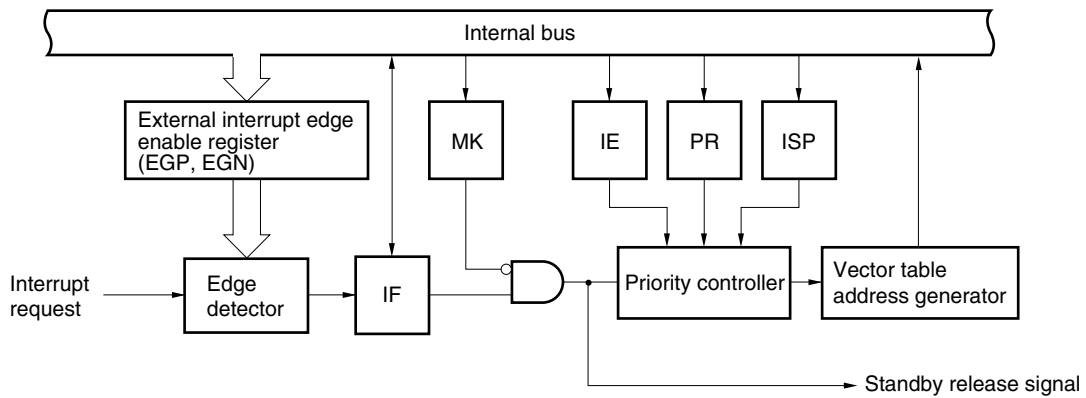 Internal bus
External interrupt edge
enable register
(EGP, EGN)
MK
IE
PR
ISP
Interrupt
request
Edge
detector
IF
Priority controller
Vector table
address generator
Standby release signal